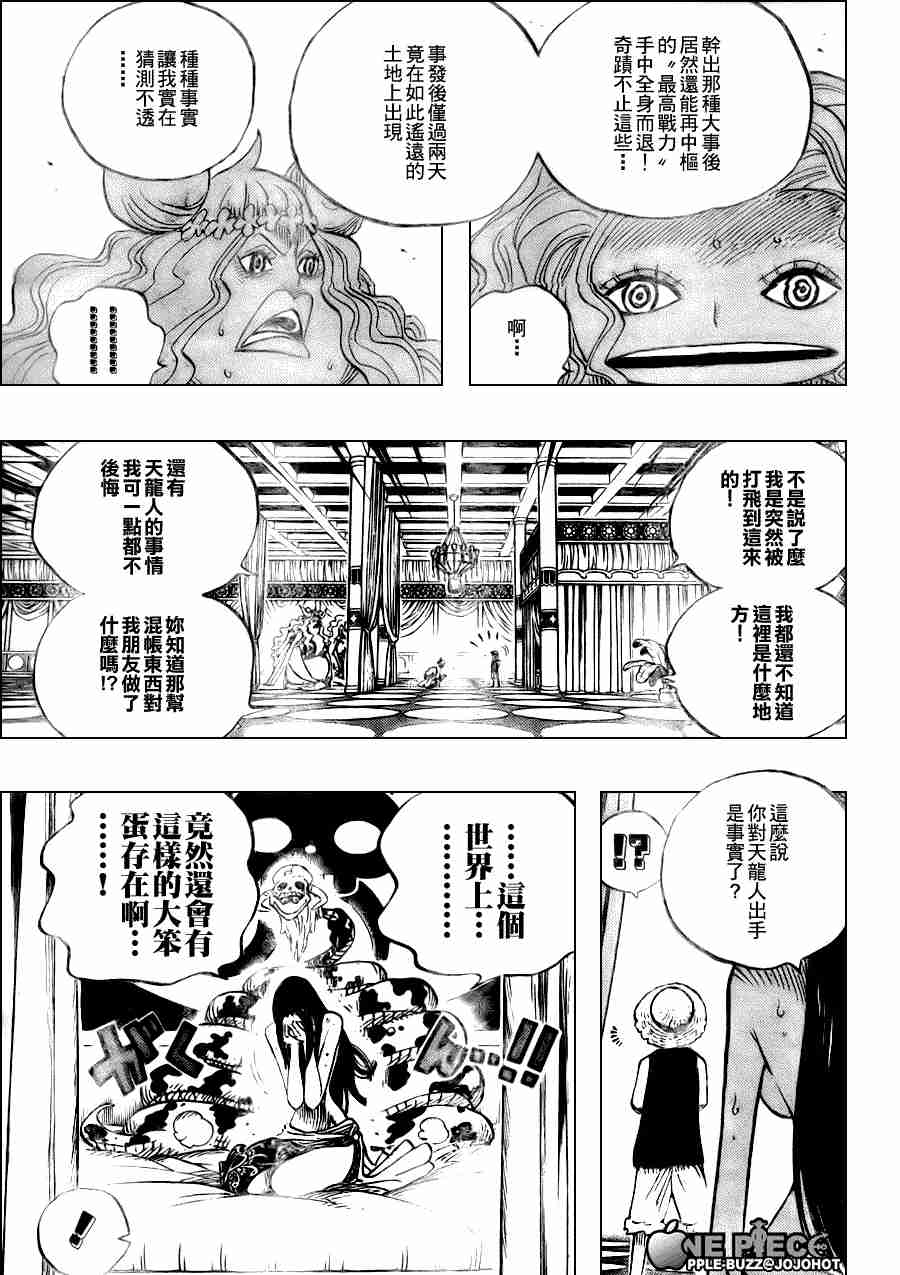 幹出那種大事後
居然還能再中樞
的〝最高戰力〞
手中全身而退！
奇蹟不止這些…
事發後僅過兩天
竟在如此遙遠的
土地上出現
種種事實
讓我實在
猜測不透
……
啊…
不是說了麼
我是突然被
打飛到這來
的！
我都還不知道
這裡是什麼地
方！
還有
天龍人的事情
我可一點都不
後悔
妳知道那幫
混帳東西對
我朋友做了
什麼嗎!?
這麼說
你對天龍人出手
是事實了？
!?
……這個
世界上…
………
竟然還會有
這樣的大笨
蛋存在啊…
……！
がくん…!!
!
ONE PIECE
PPLE-BUZZ@JOJOHOT